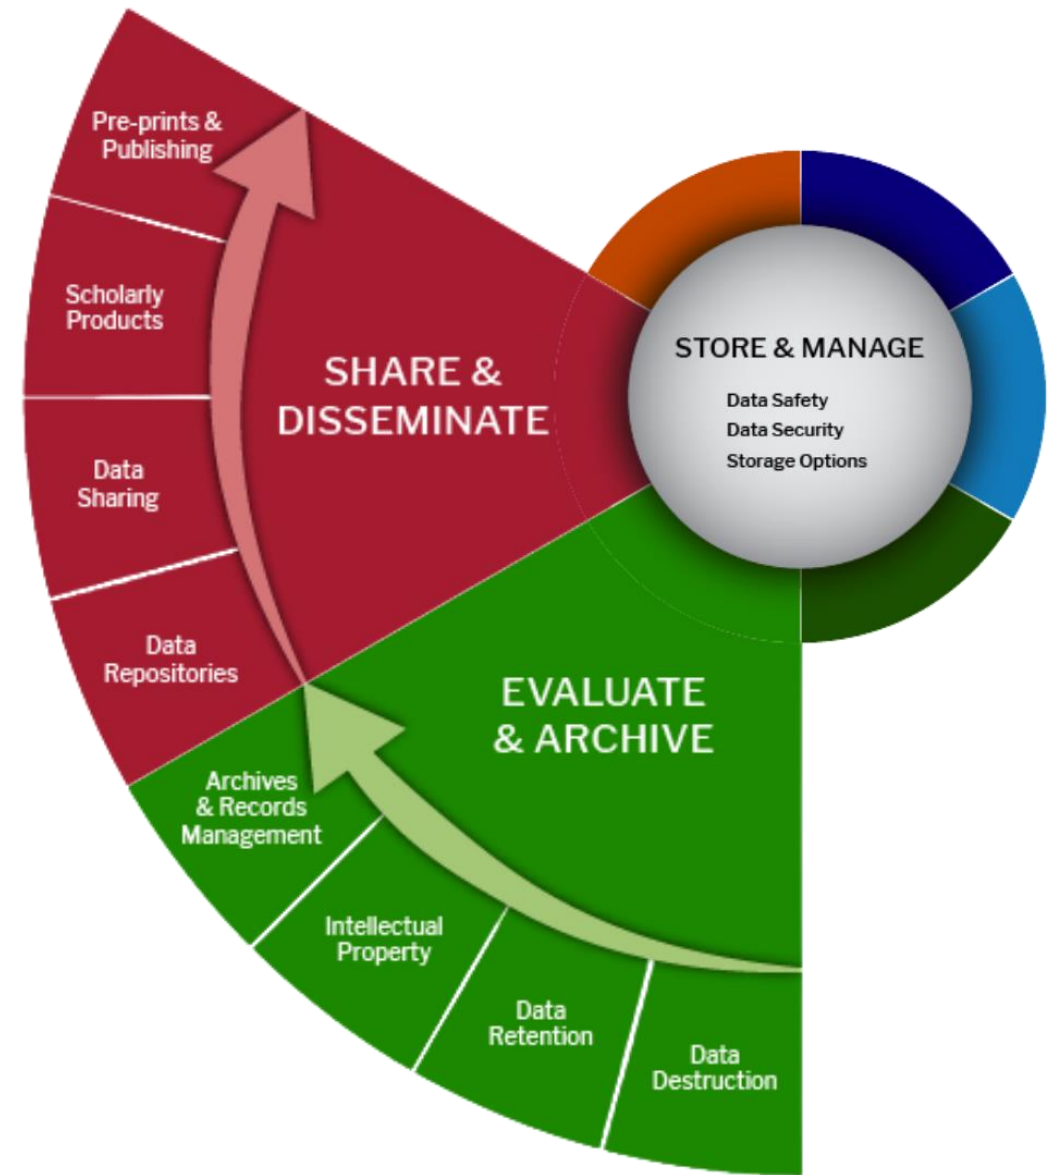 Pre-prints &
Publishing
Scholarly
Products
Data
Sharing
Data
Repositories
SHARE &
DISSEMINATE
STORE & MANAGE
Data Safety
Data Security
Storage Options
EVALUATE
& ARCHIVE
Archives
& Records
Management
Intellectual
Property
Data
Retention
Data
Destruction